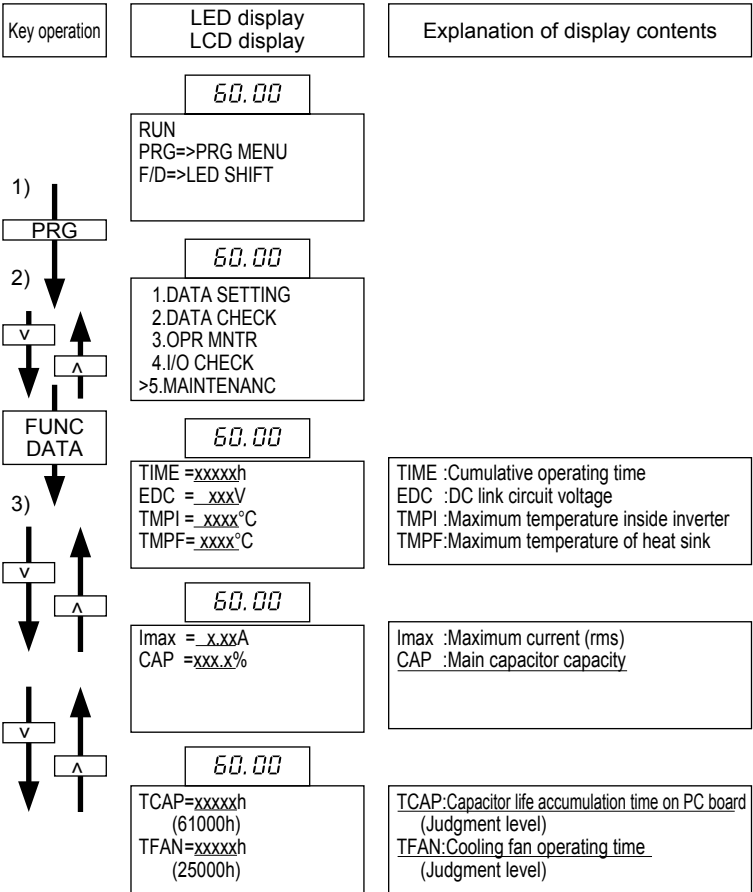 Key operation
LED display
LCD display
Explanation of display contents
60.00
RUN
PRG=>PRG MENU
F/D=>LED SHIFT
1)
PRG
60.00
2)
1.DATA SETTING
2.DATA CHECK
3.OPR MNTR
4.I/O CHECK
>5.MAINTENANC
∨
∧
FUNC
DATA
60.00
TIME =xxxxxh
EDC = xxxV
TMPI = xxxx°C
TMPF= xxxx°C
TIME :Cumulative operating time
EDC :DC link circuit voltage
TMPI :Maximum temperature inside inverter
TMPF:Maximum temperature of heat sink
3)
∨
∧
60.00
Imax = x.xxA
CAP =xxx.x%
Imax :Maximum current (rms)
CAP :Main capacitor capacity
∨
∧
60.00
TCAP=xxxxxh
(61000h)
TFAN=xxxxxh
(25000h)
TCAP:Capacitor life accumulation time on PC board
(Judgment level)
TFAN:Cooling fan operating time
(Judgment level)